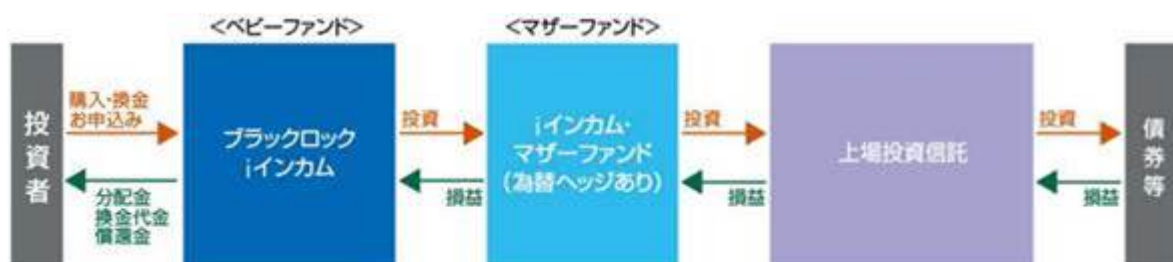 <ベビーファンド>
<マザーファンド>
投資者
購入・換金
お申込み
分配金
換金代金
償還金
ブラックロック
iインカム
投資
損益
iインカム・
マザーファンド
(為替ヘッジあり)
投資
損益
上場投資信託
投資
損益
債券等